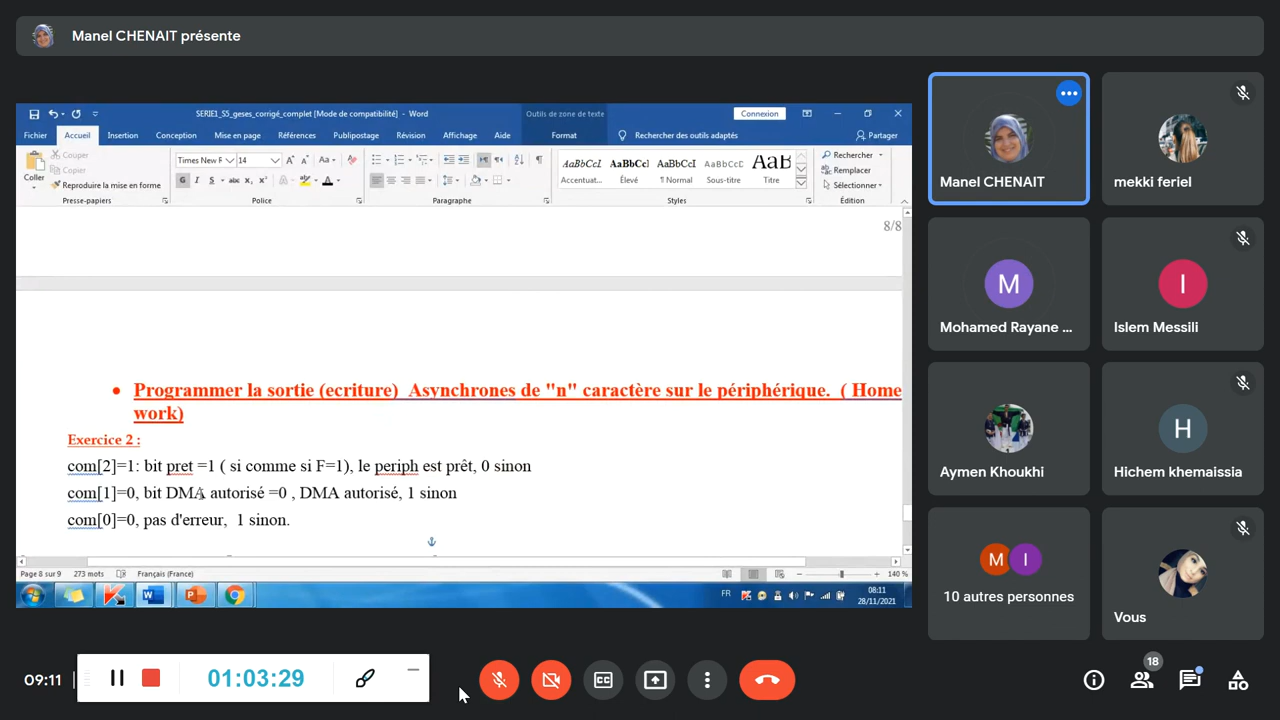 Manel CHENAIT présente
SERIE1_S5_geses_corrigé_complet [Mode de compatibilité] - Word
Outils de zone de texte
Connexion
Fichier Accueil Insertion Conception Mise en page Références Publipostage Révision Affichage Aide Format Rechercher des outils adaptés Partager
Coller
Couper
Copier
Reproduire la mise en forme
Times New F 14
G I S abc x₂ x² A
AaBbCcI AaBbCcI AaBbCcI AaBbCcI AaB
Accentuat... Élevé ¶ Normal Sous-titre Titre
Rechercher
Remplacer
Sélectionner
Presse-papiers Police Paragraphe Styles Édition
8/8
• Programmer la sortie (ecriture) Asynchrones de "n" caractère sur le périphérique. ( Home
work)
Exercice 2 :
com[2]=1: bit pret =1 ( si comme si F=1), le periph est prêt, 0 sinon
com[1]=0, bit DMA autorisé =0 , DMA autorisé, 1 sinon
com[0]=0, pas d'erreur, 1 sinon.
Page 8 sur 9 273 mots Français (France) 140 %
FR 08:11
28/11/2021
Manel CHENAIT
mekki feriel
M
Mohamed Rayane ...
I
Islem Messili
Aymen Khoukhi
H
Hichem khemaissia
M I
10 autres personnes
Vous
09:11
01:03:29
18